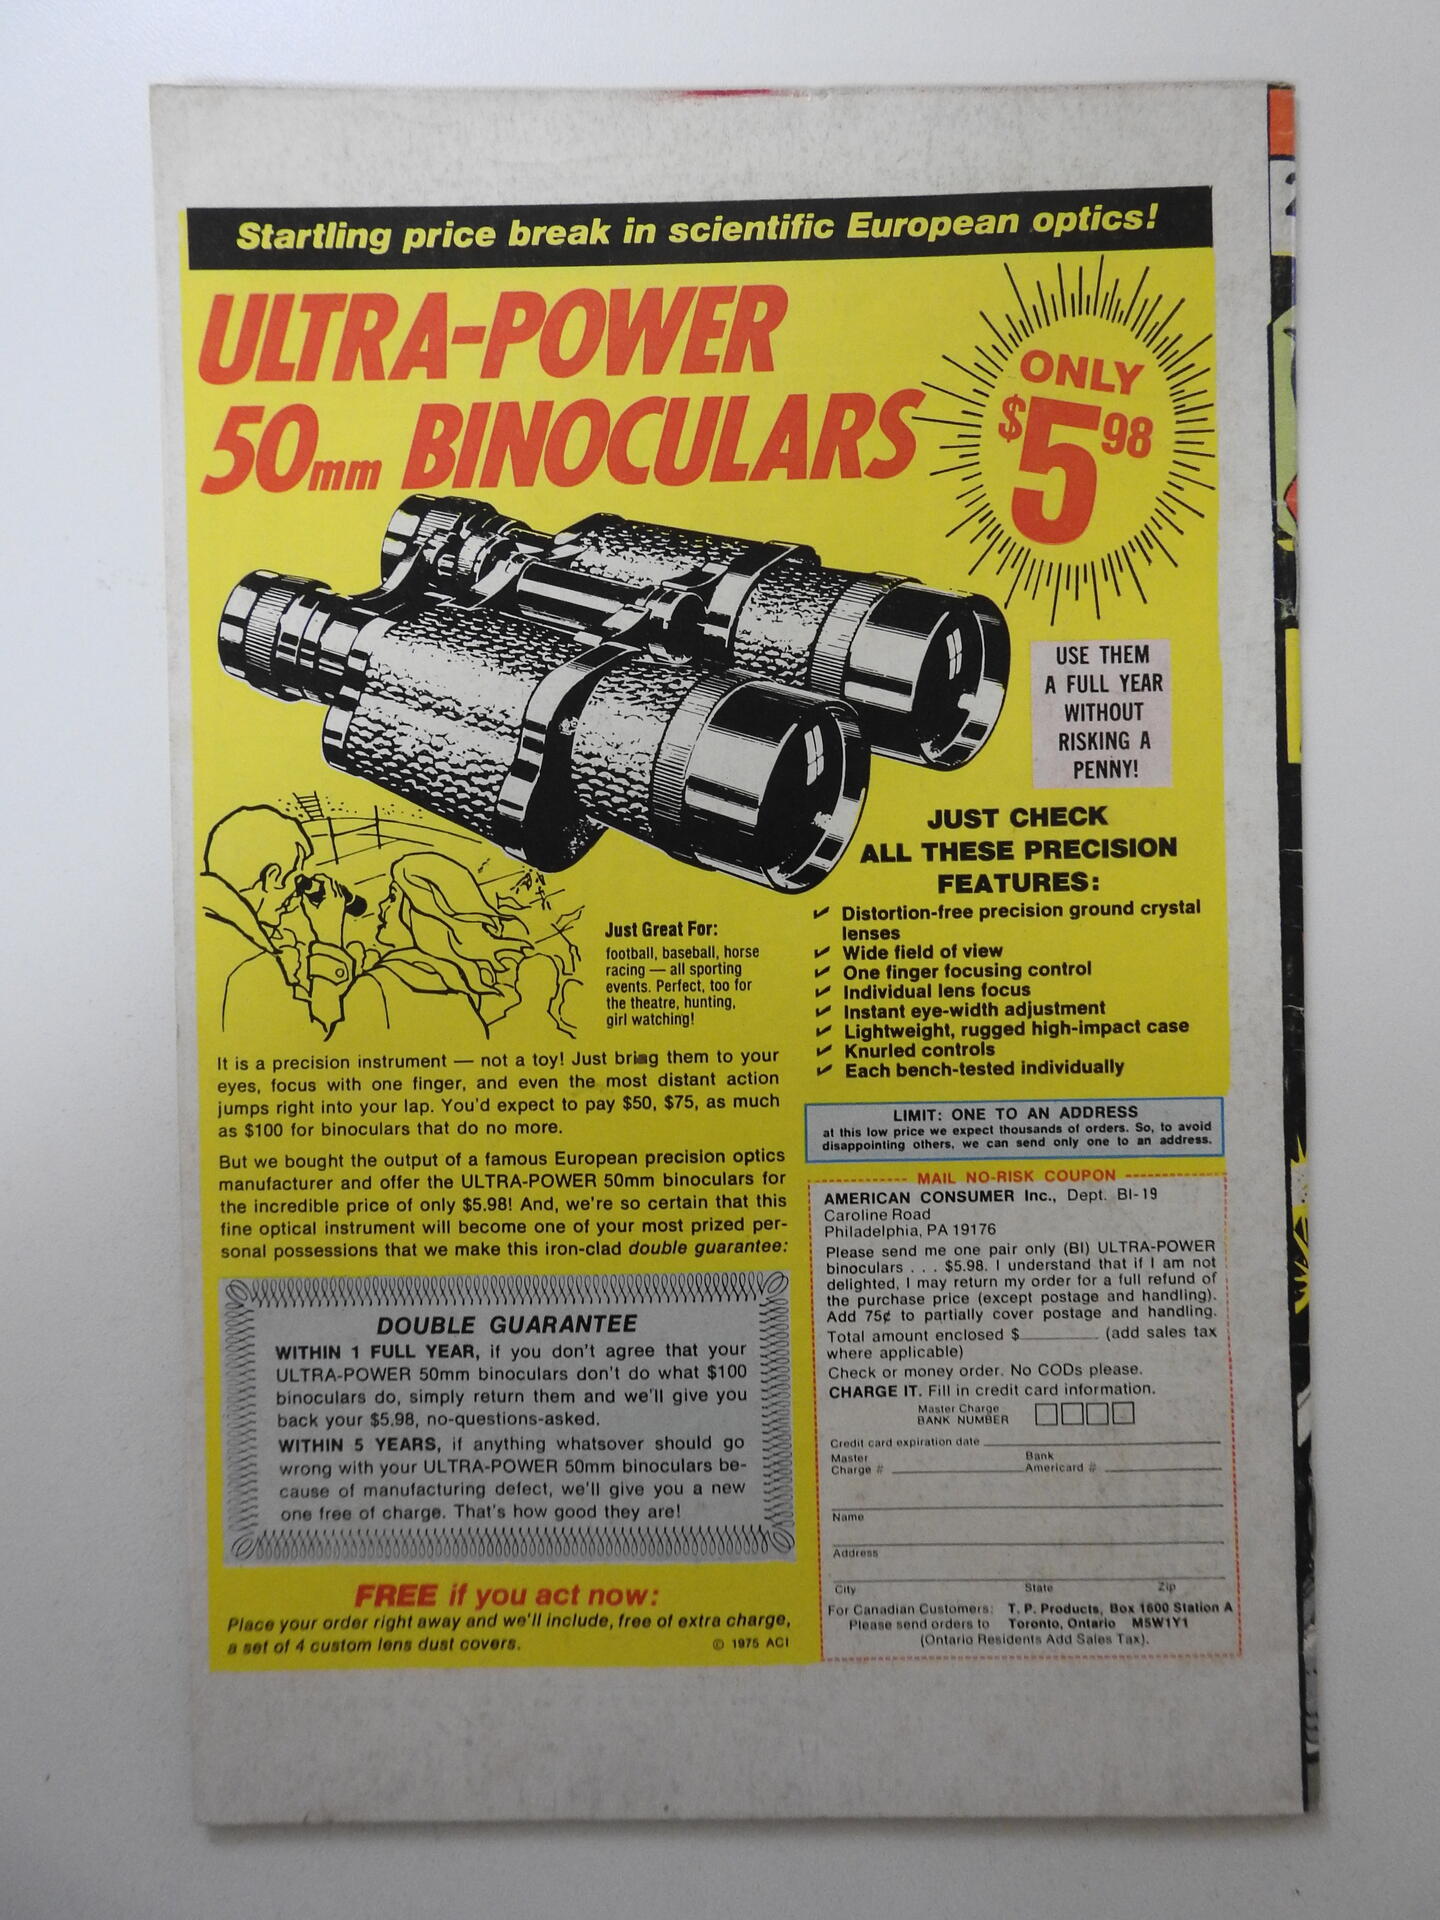 Startling price break in scientific European optics!
ULTRA-POWER
50mm BINOCULARS
ONLY
$5.98
USE THEM
A FULL YEAR
WITHOUT
RISKING A
PENNY!
JUST CHECK
ALL THESE PRECISION
FEATURES:
✓ Distortion-free precision ground crystal
lenses
✓ Wide field of view
✓ One finger focusing control
✓ Individual lens focus
✓ Instant eye-width adjustment
✓ Lightweight, rugged high-impact case
✓ Knurled controls
✓ Each bench-tested individually
Just Great For:
football, baseball, horse
racing — all sporting
events. Perfect, too for
the theatre, hunting,
girl watching!
It is a precision instrument — not a toy! Just bring them to your
eyes, focus with one finger, and even the most distant action
jumps right into your lap. You'd expect to pay $50, $75, as much
as $100 for binoculars that do no more.
But we bought the output of a famous European precision optics
manufacturer and offer the ULTRA-POWER 50mm binoculars for
the incredible price of only $5.98! And, we're so certain that this
fine optical instrument will become one of your most prized per-
sonal possessions that we make this iron-clad double guarantee:
DOUBLE GUARANTEE
WITHIN 1 FULL YEAR, if you don't agree that your
ULTRA-POWER 50mm binoculars don't do what $100
binoculars do, simply return them and we'll give you
back your $5.98, no-questions-asked.
WITHIN 5 YEARS, if anything whatsover should go
wrong with your ULTRA-POWER 50mm binoculars be-
cause of manufacturing defect, we'll give you a new
one free of charge. That's how good they are!
FREE if you act now:
Place your order right away and we'll include, free of extra charge,
a set of 4 custom lens dust covers.
© 1975 ACI
LIMIT: ONE TO AN ADDRESS
at this low price we expect thousands of orders. So, to avoid
disappointing others, we can send only one to an address.
MAIL NO-RISK COUPON
AMERICAN CONSUMER Inc., Dept. BI-19
Caroline Road
Philadelphia, PA 19176
Please send me one pair only (BI) ULTRA-POWER
binoculars . . . $5.98. I understand that if I am not
delighted, I may return my order for a full refund of
the purchase price (except postage and handling).
Add 75¢ to partially cover postage and handling.
Total amount enclosed $________ (add sales tax
where applicable)
Check or money order. No CODs please.
CHARGE IT. Fill in credit card information.
Master Charge
BANK NUMBER
Credit card expiration date
Master
Charge #
Bank
Americard #
Name
Address
City State Zip
For Canadian Customers: T. P. Products, Box 1600 Station A
Please send orders to Toronto, Ontario M5W1Y1
(Ontario Residents Add Sales Tax).